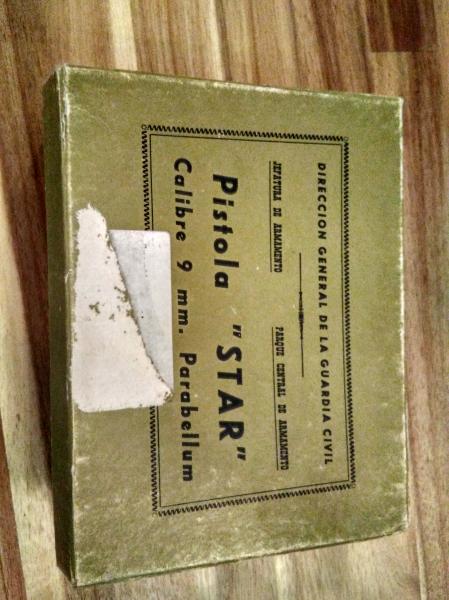 DIRECCION GENERAL DE LA GUARDIA CIVIL
JEFATURA DE ARMAMENTO PARQUE CENTRAL DE ARMAMENTO
Pistola "STAR"
Calibre 9 mm. Parabellum